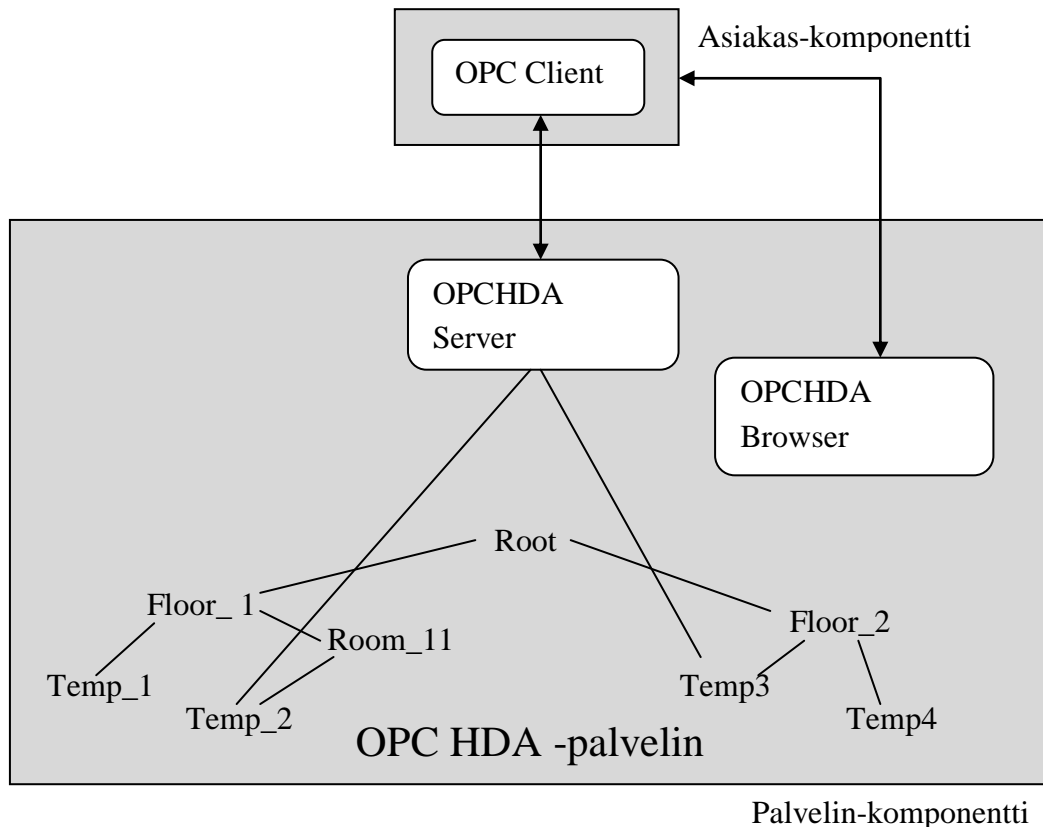 Asiakas-komponentti
OPC Client
OPCHDA
Server
OPCHDA
Browser
Root
Floor_ 1
Floor_2
Room_11
Temp_1
Temp3
Temp_2
Temp4
OPC HDA -palvelin
Palvelin-komponentti